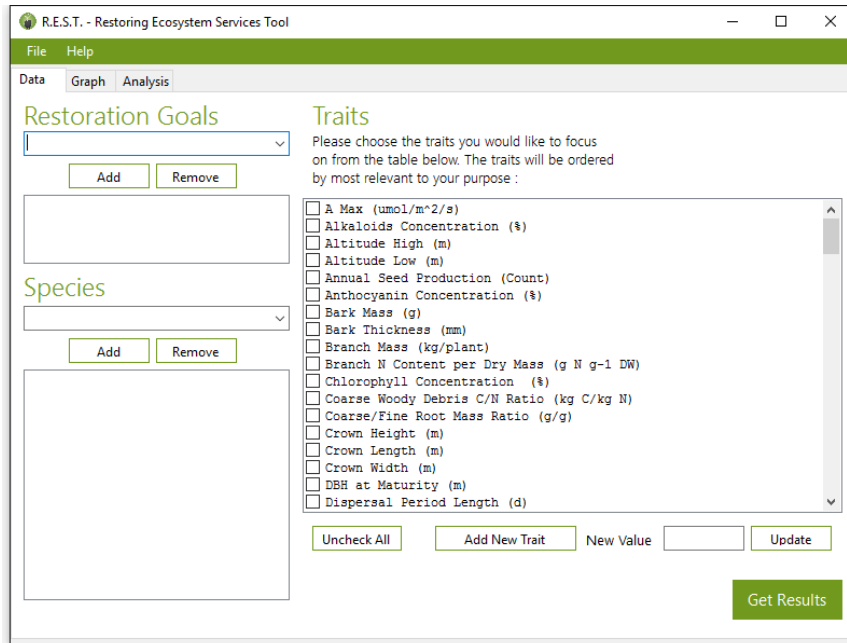 R.E.S.T. - Restoring Ecosystem Services Tool
File Help
Data Graph Analysis
Restoration Goals
Add Remove
Species
Add Remove
Traits
Please choose the traits you would like to focus
on from the table below. The traits will be ordered
by most relevant to your purpose :
A Max (umol/m^2/s)
Alkaloids Concentration (%)
Altitude High (m)
Altitude Low (m)
Annual Seed Production (Count)
Anthocyanin Concentration (%)
Bark Mass (g)
Bark Thickness (mm)
Branch Mass (kg/plant)
Branch N Content per Dry Mass (g N g-1 DW)
Chlorophyll Concentration (%)
Coarse Woody Debris C/N Ratio (kg C/kg N)
Coarse/Fine Root Mass Ratio (g/g)
Crown Height (m)
Crown Length (m)
Crown Width (m)
DBH at Maturity (m)
Dispersal Period Length (d)
Uncheck All Add New Trait New Value Update
Get Results